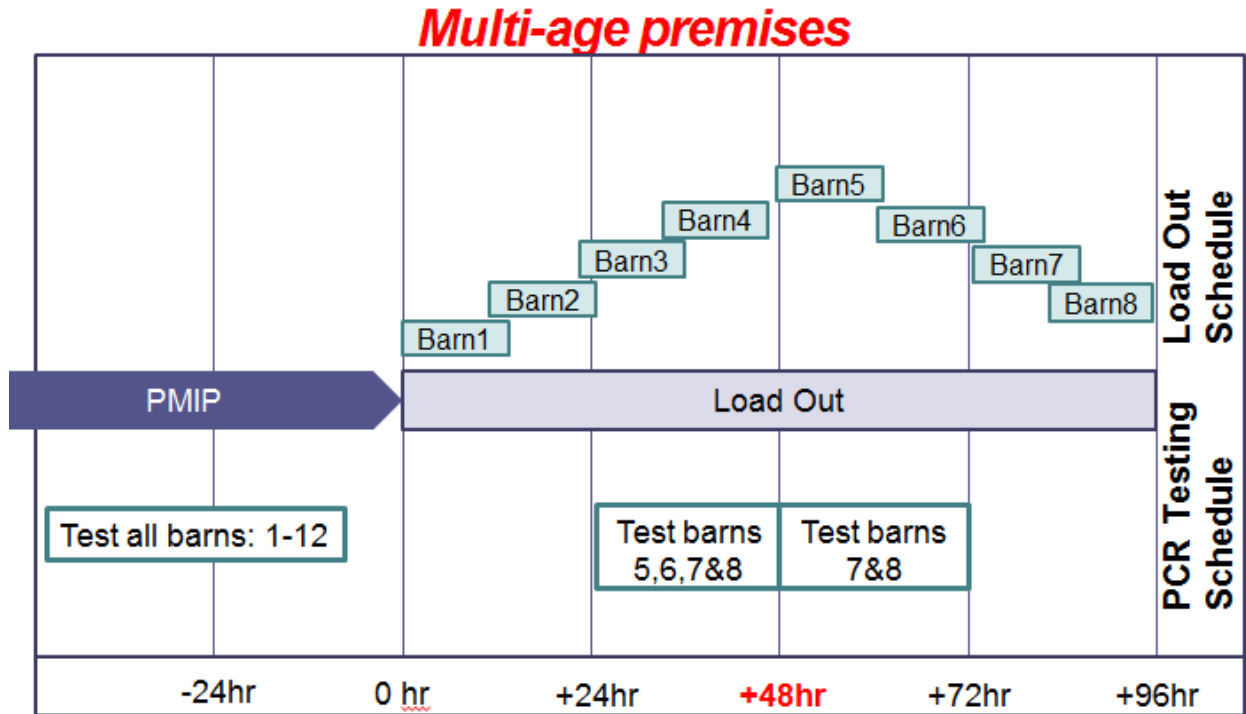 Multi-age premises
Barn5
Barn4
Barn6
Barn3
Barn7
Barn2
Barn8
Barn1
Load Out
Schedule
PMIP
Load Out
PCR Testing
Schedule
Test all barns: 1-12
Test barns
5,6,7&8
Test barns
7&8
-24hr
0 hr
+24hr
+48hr
+72hr
+96hr